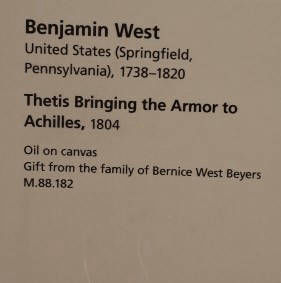 Benjamin West
United States (Springfield,
Pennsylvania), 1738–1820
Thetis Bringing the Armor to
Achilles, 1804
Oil on canvas
Gift from the family of Bernice West Beyers
M.88.182